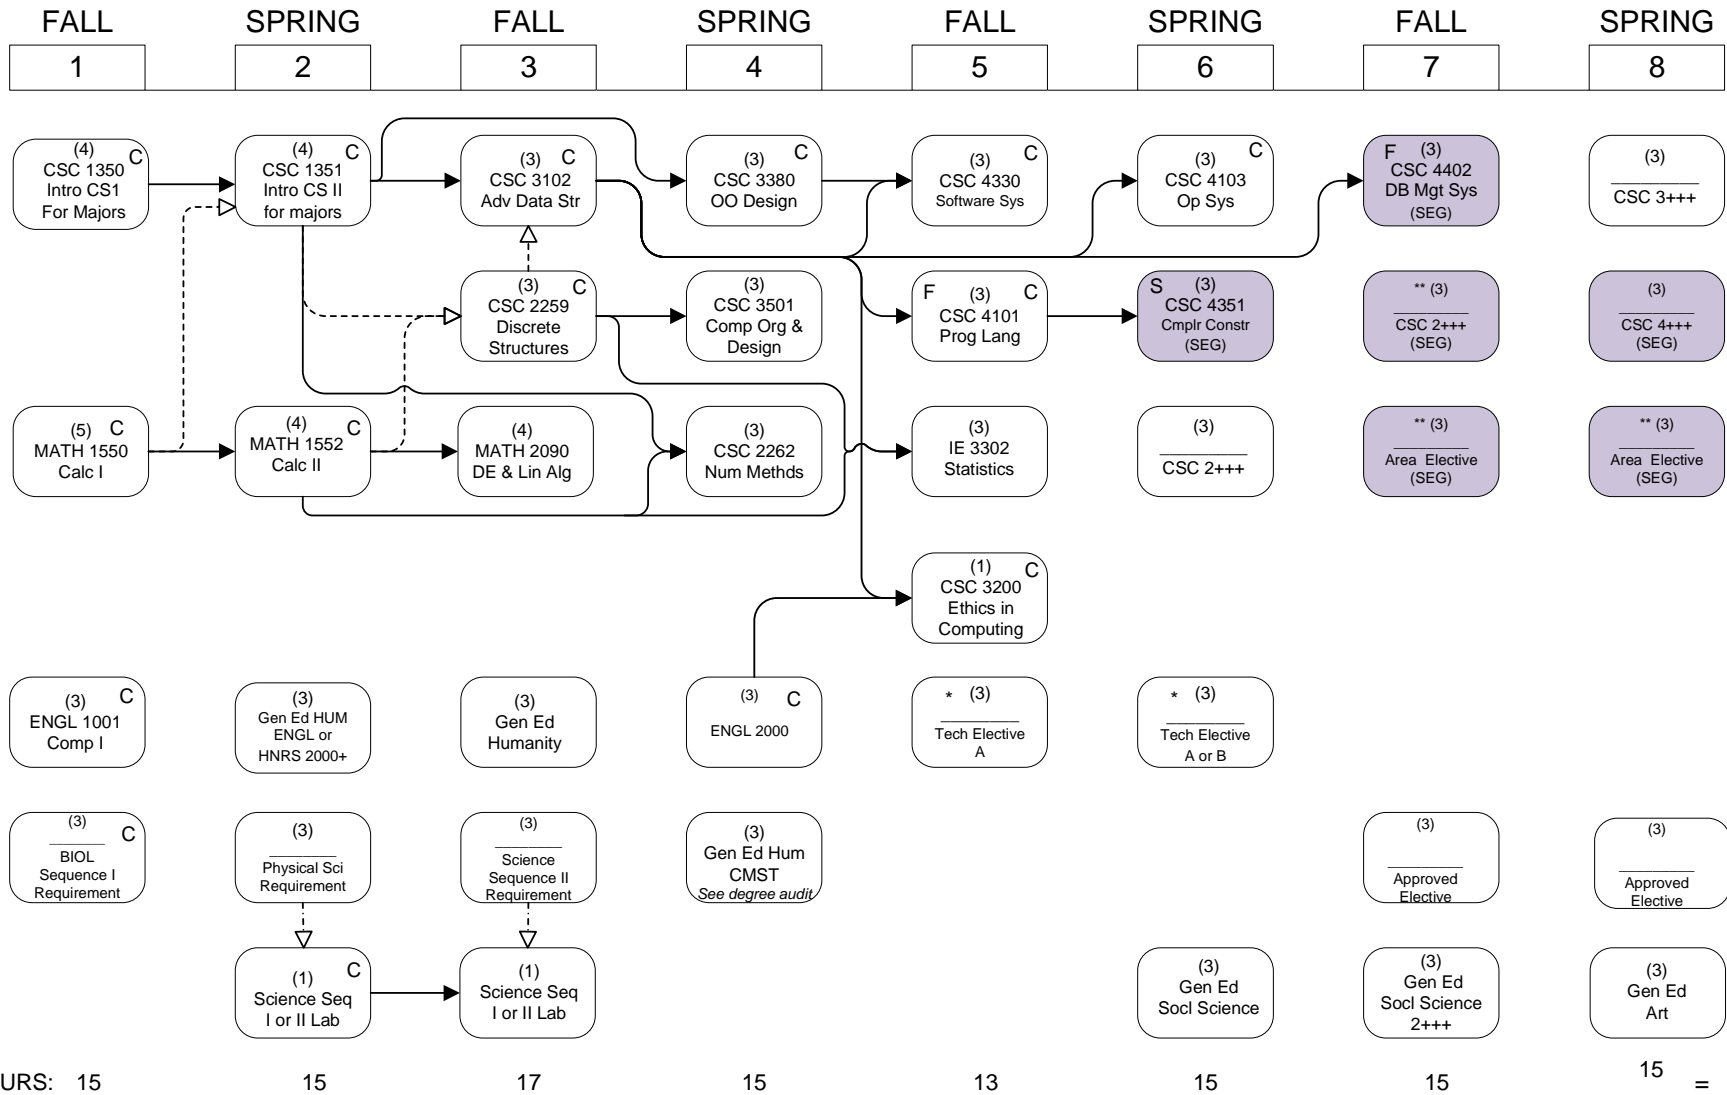 FALL SPRING FALL SPRING FALL SPRING FALL SPRING
1 2 3 4 5 6 7 8
(4) C
CSC 1350
Intro CS1
For Majors
(4) C
CSC 1351
Intro CS II
for majors
(3) C
CSC 3102
Adv Data Str
(3) C
CSC 3380
OO Design
(3) C
CSC 4330
Software Sys
(3) C
CSC 4103
Op Sys
F (3)
CSC 4402
DB Mgt Sys
(SEG)
(3)
CSC 3+++
(3) C
CSC 2259
Discrete
Structures
(3)
CSC 3501
Comp Org &
Design
F (3) C
CSC 4101
Prog Lang
S (3)
CSC 4351
Cmplr Constr
(SEG)
** (3)
CSC 2+++
(SEG)
(3)
CSC 4+++
(SEG)
(5) C
MATH 1550
Calc I
(4) C
MATH 1552
Calc II
(4)
MATH 2090
DE & Lin Alg
(3)
CSC 2262
Num Methds
(3)
IE 3302
Statistics
(3)
CSC 2+++
** (3)
Area Elective
(SEG)
** (3)
Area Elective
(SEG)
(1) C
CSC 3200
Ethics in
Computing
(3) C
ENGL 1001
Comp I
(3)
Gen Ed HUM
ENGL or
HNRS 2000+
(3)
Gen Ed
Humanity
(3) C
ENGL 2000
* (3)
Tech Elective
A
* (3)
Tech Elective
A or B
(3) C
BIOL
Sequence I
Requirement
(3)
Physical Sci
Requirement
(3)
Science
Sequence II
Requirement
(3)
Gen Ed Hum
CMST
See degree audit
(3)
Approved
Elective
(3)
Approved
Elective
(1) C
Science Seq
I or II Lab
(1)
Science Seq
I or II Lab
(3)
Gen Ed
Socl Science
(3)
Gen Ed
Socl Science
2+++
(3)
Gen Ed
Art
URS: 15 15 17 15 13 15 15 15 =